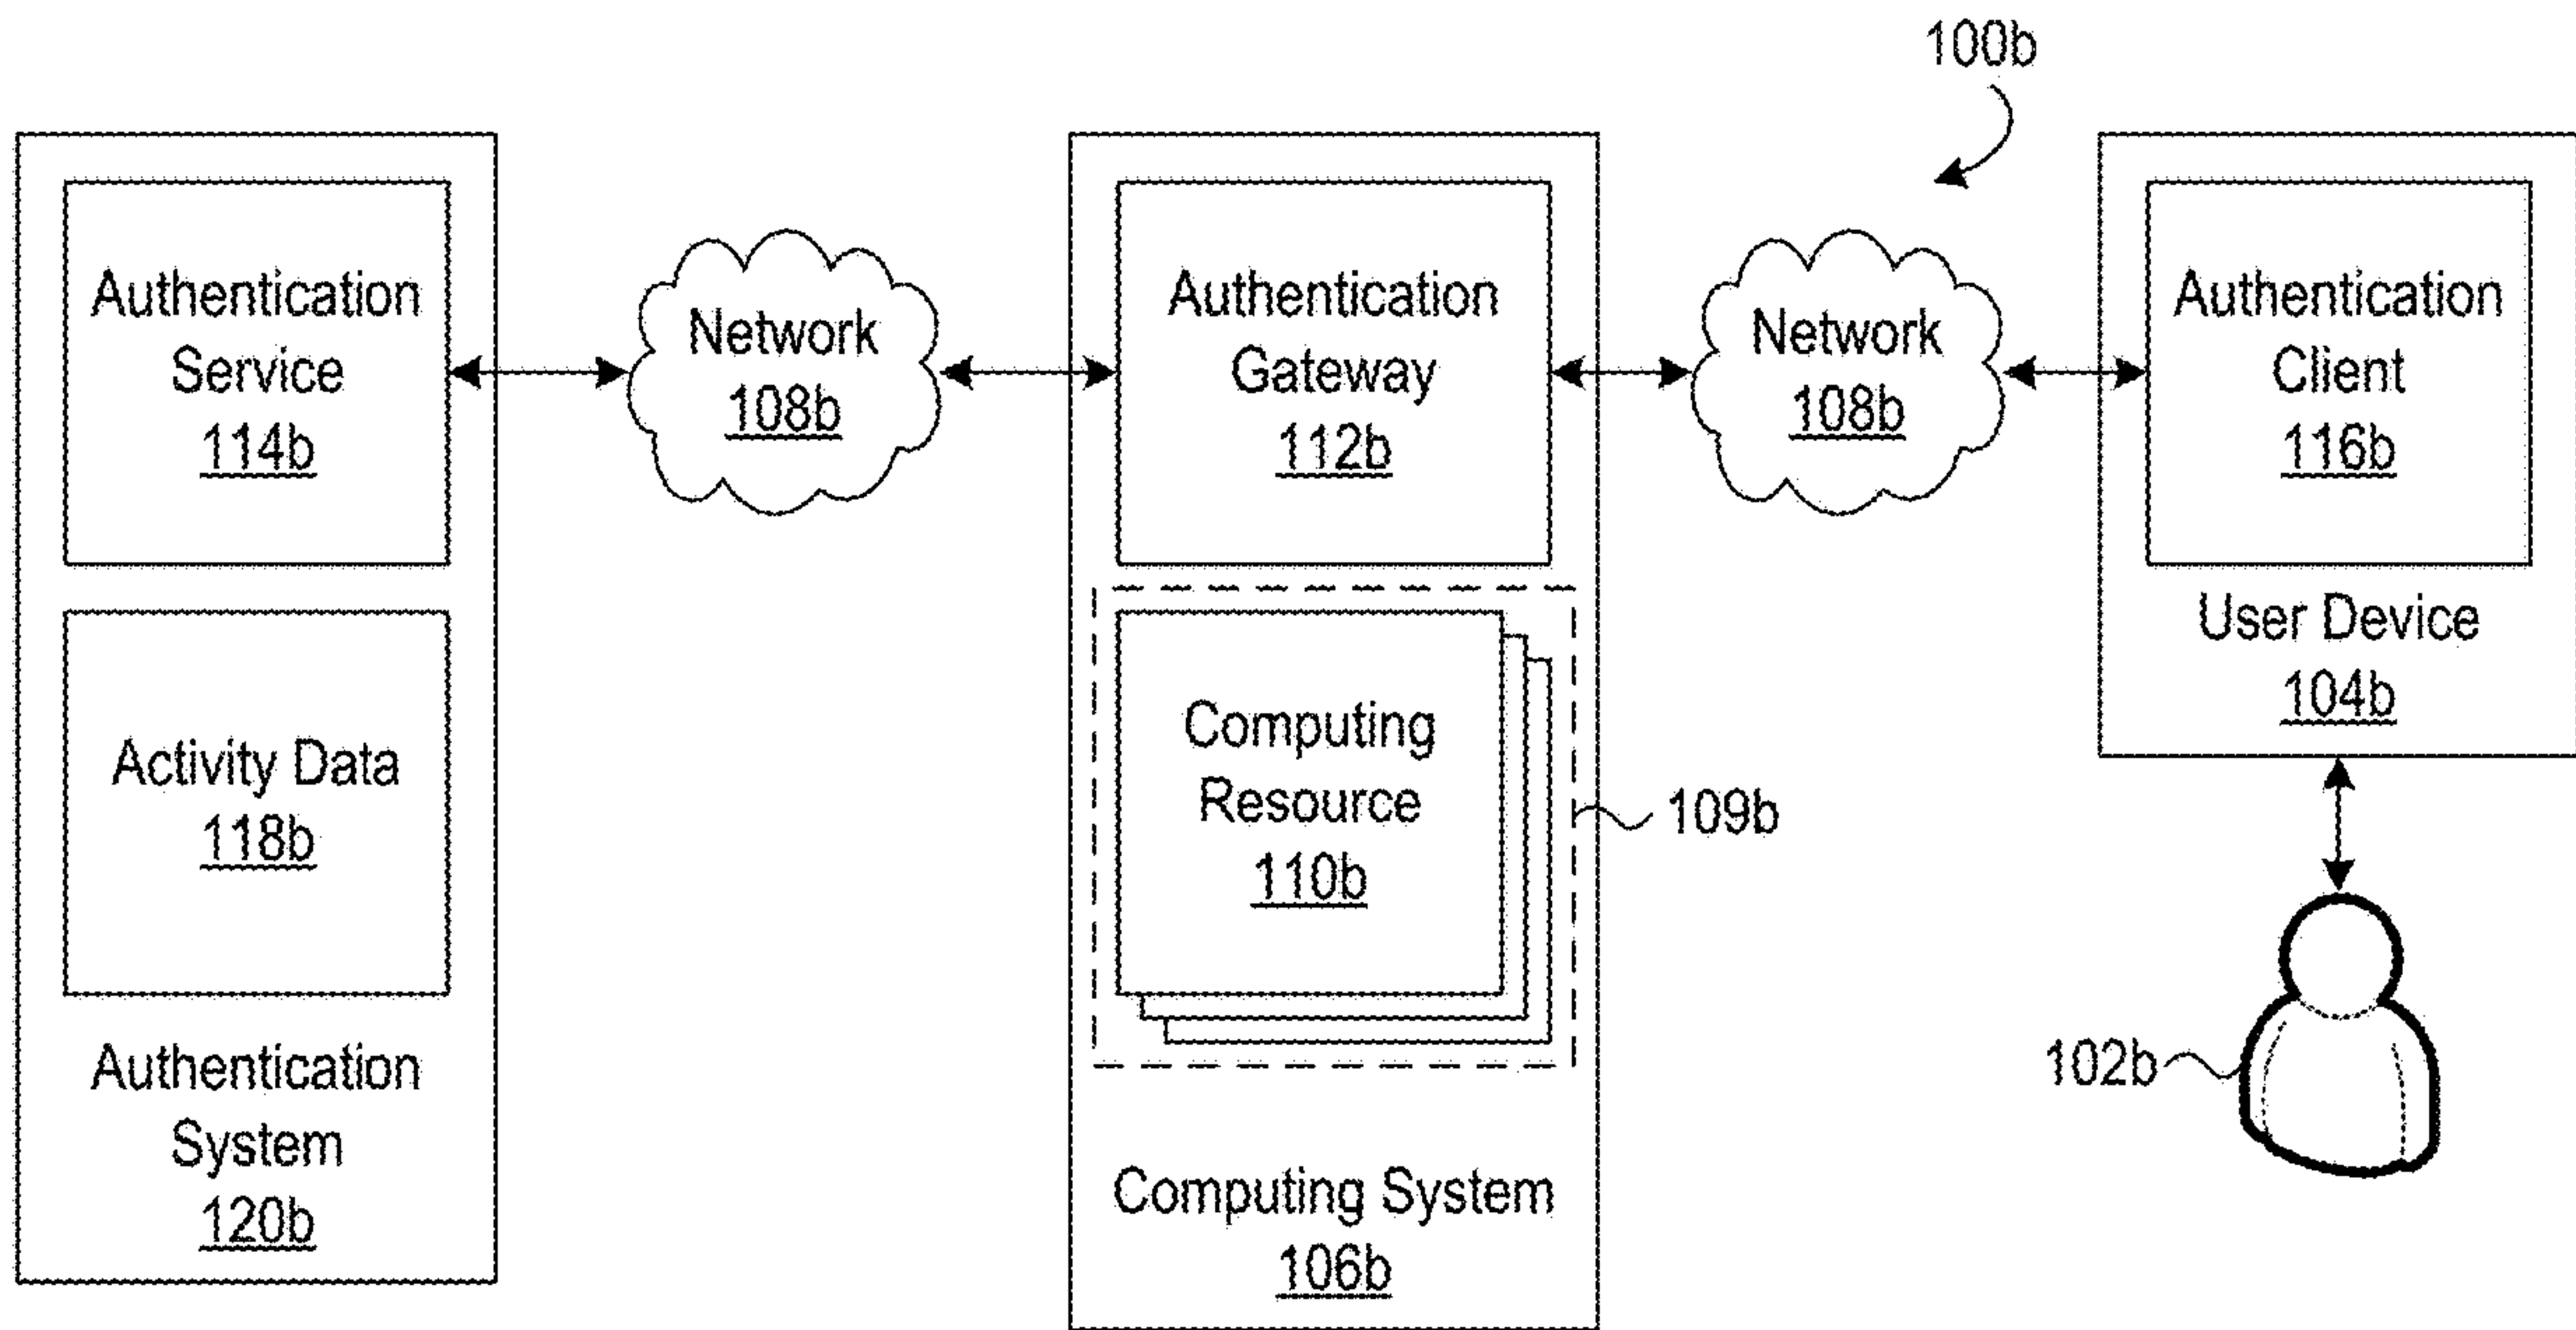 100b
Authentication
Service
114b
Network
108b
Authentication
Gateway
112b
Network
108b
Authentication
Client
116b
User Device
104b
Activity Data
118b
Computing
Resource
110b
109b
102b
Authentication
System
120b
Computing System
106b